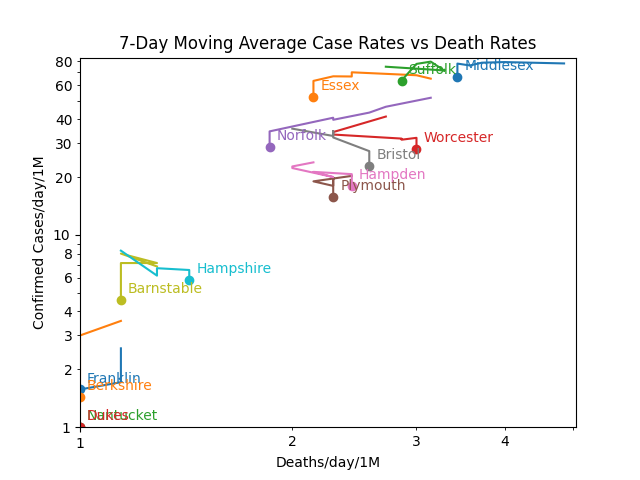 7-Day Moving Average Case Rates vs Death Rates
80
60
40
30
20
10
8
6
4
3
2
1
Confirmed Cases/day/1M
Suffolk
Middlesex
Essex
Norfolk
Worcester
Bristol
Hampden
Plymouth
Hampshire
Barnstable
Franklin
Berkshire
Nantucket
Dukes
1
2
3
4
Deaths/day/1M